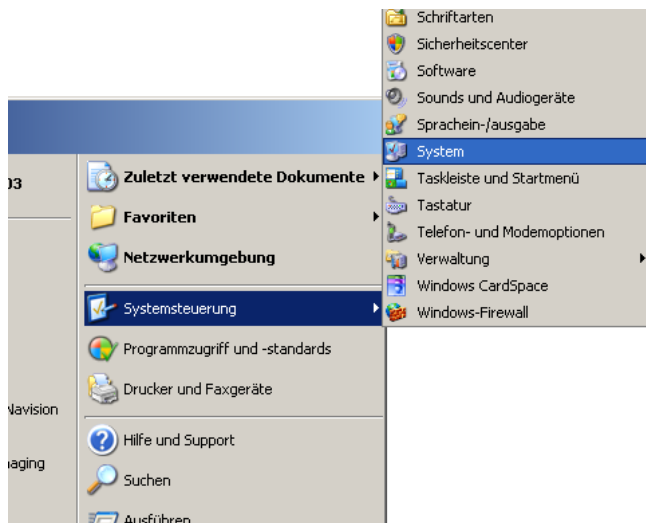 Schriftarten
Sicherheitscenter
Software
Sounds und Audiogeräte
Sprachein-/ausgabe
System
Taskleiste und Startmenü
Tastatur
Telefon- und Modemoptionen
Verwaltung
Windows CardSpace
Windows-Firewall
03
Zuletzt verwendete Dokumente
Favoriten
Netzwerkumgebung
Systemsteuerung
Programmzugriff und -standards
Drucker und Faxgeräte
Navision
Hilfe und Support
aging
Suchen
Ausführen